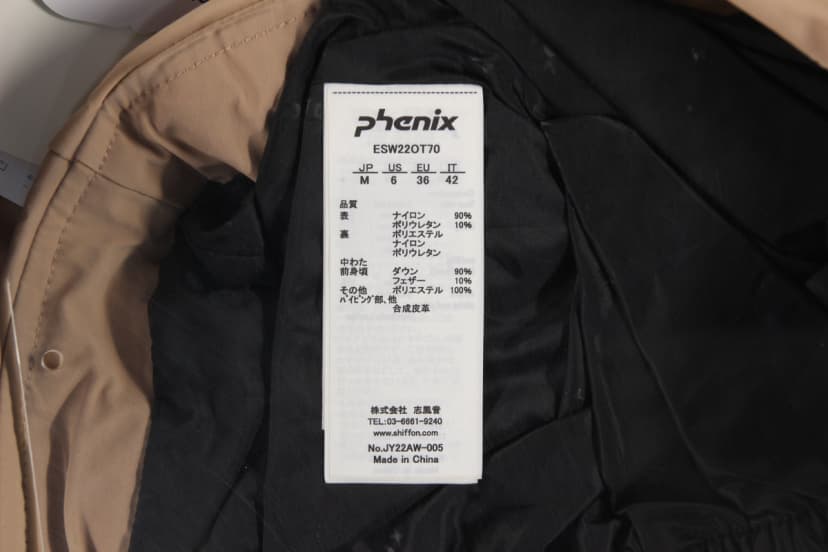 phenix
ESW22OT70
JP US EU IT
M 6 36 42
品質
表 ナイロン 90%
ポリウレタン 10%
裏 ポリエステル
ナイロン
ポリウレタン
中わた
前身頃 ダウン 90%
フェザー 10%
その他 ポリエステル 100%
パイピング部、他
合成皮革
株式会社 志風音
TEL:03-6661-9240
www.shiffon.com
No.JY22AW-005
Made in China